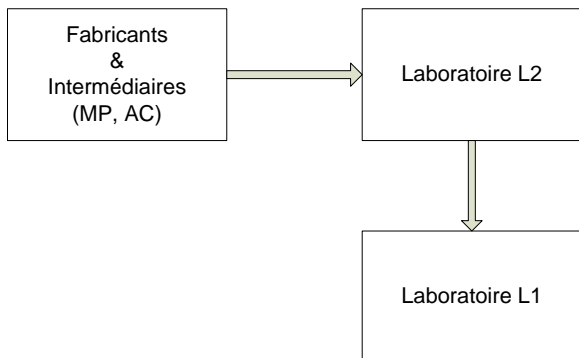 Fabricants
&
Intermédiaires
(MP, AC)
Laboratoire L2
Laboratoire L1